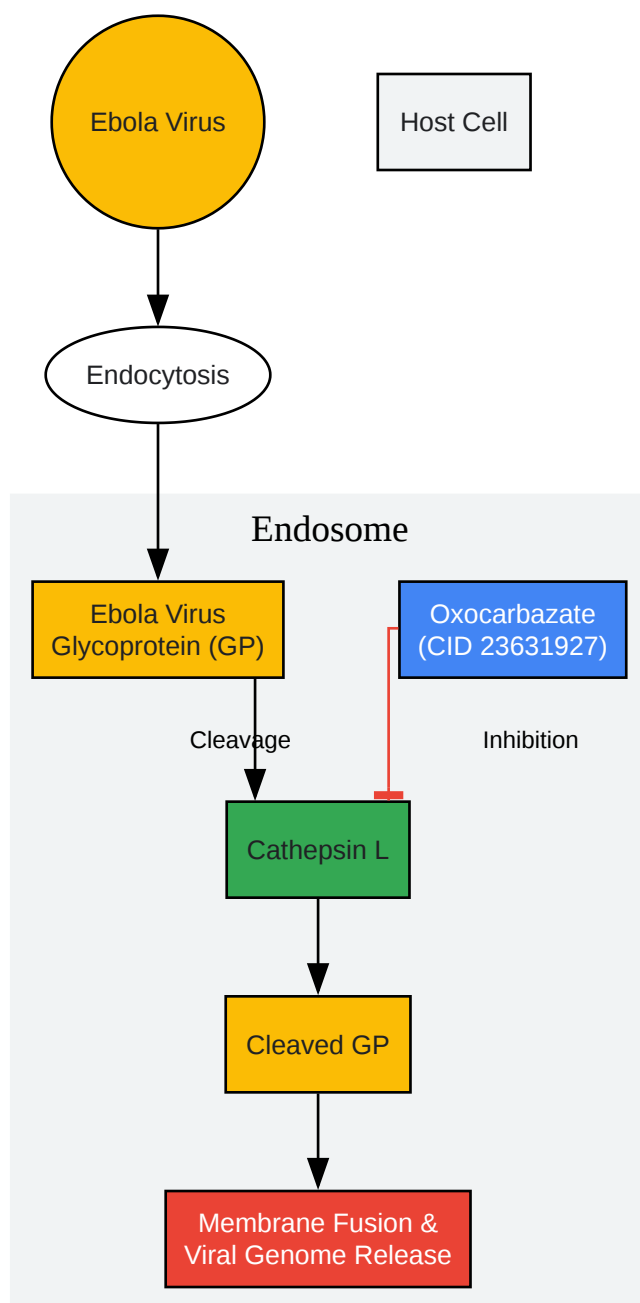 Ebola Virus
Host Cell
Endocytosis
Endosome
Ebola Virus
Glycoprotein (GP)
Oxocarbazate
(CID 23631927)
Cleavage
Inhibition
Cathepsin L
Cleaved GP
Membrane Fusion &
Viral Genome Release